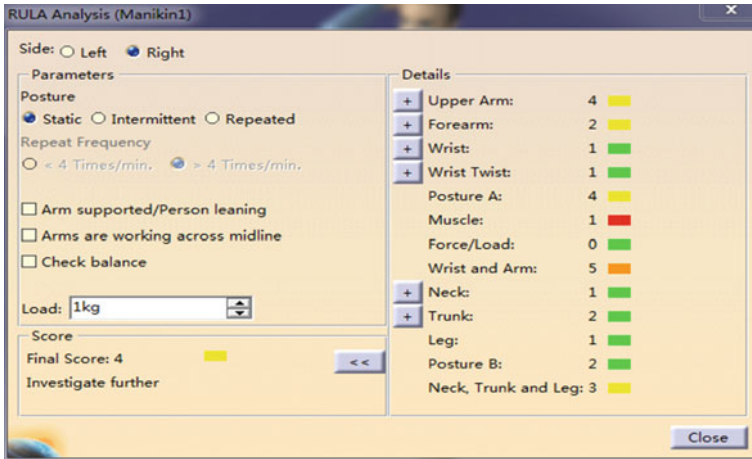 RULA Analysis (Manikin1)
x
Side: Left Right
Parameters
Posture
Static Intermittent Repeated
Repeat Frequency
< 4 Times/min. > 4 Times/min.
Arm supported/Person leaning
Arms are working across midline
Check balance
Load: 1kg
Score
Final Score: 4
<<
Investigate further
Details
+ Upper Arm: 4
+ Forearm: 2
+ Wrist: 1
+ Wrist Twist: 1
Posture A: 4
Muscle: 1
Force/Load: 0
Wrist and Arm: 5
+ Neck: 1
+ Trunk: 2
Leg: 1
Posture B: 2
Neck, Trunk and Leg: 3
Close